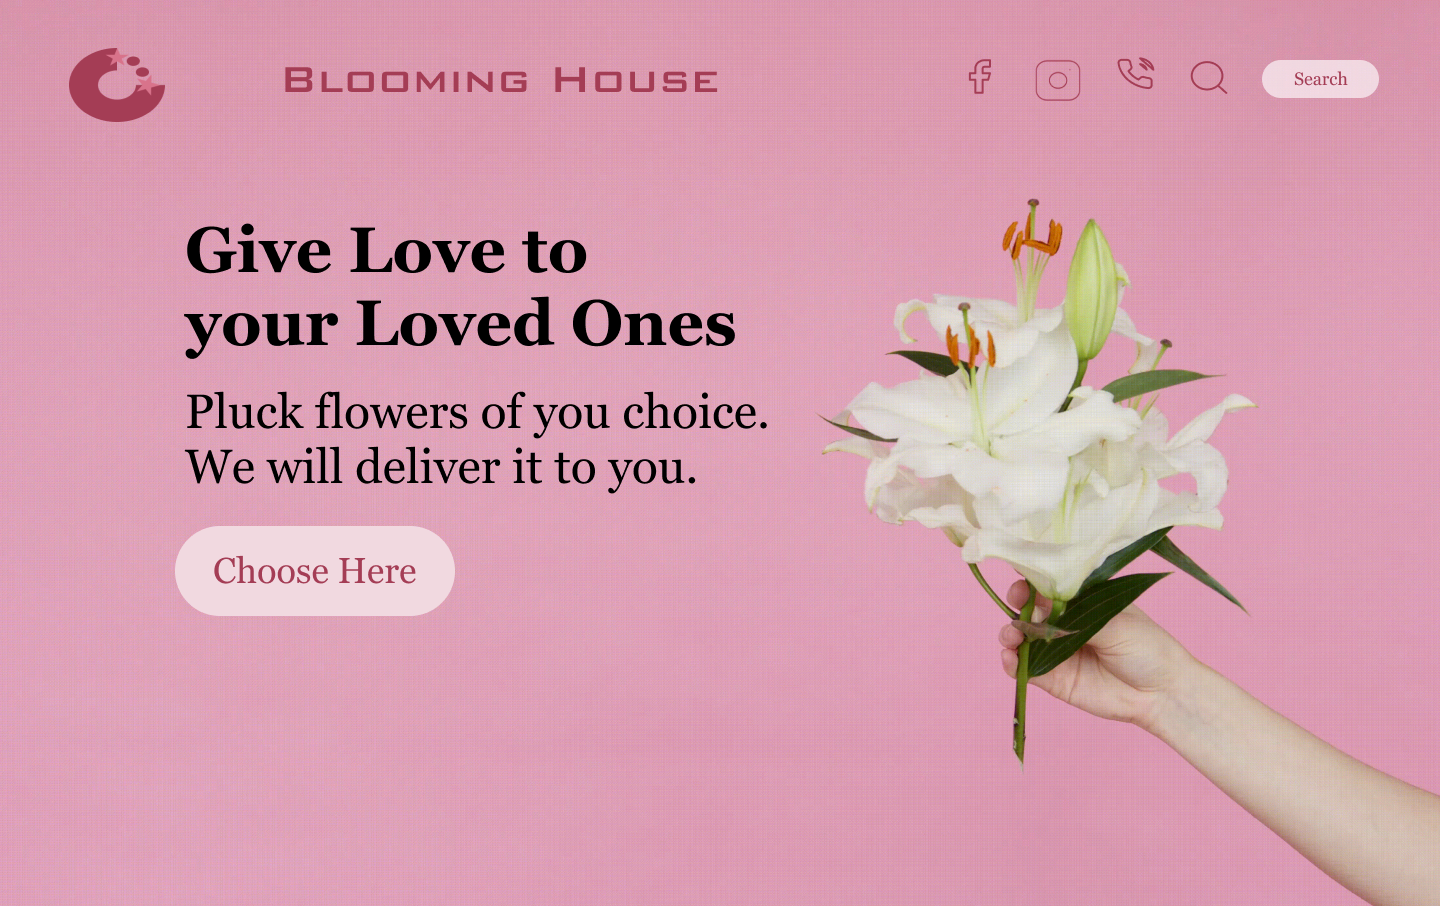 Blooming House
Search
Give Love to
your Loved Ones
Pluck flowers of you choice.
We will deliver it to you.
Choose Here